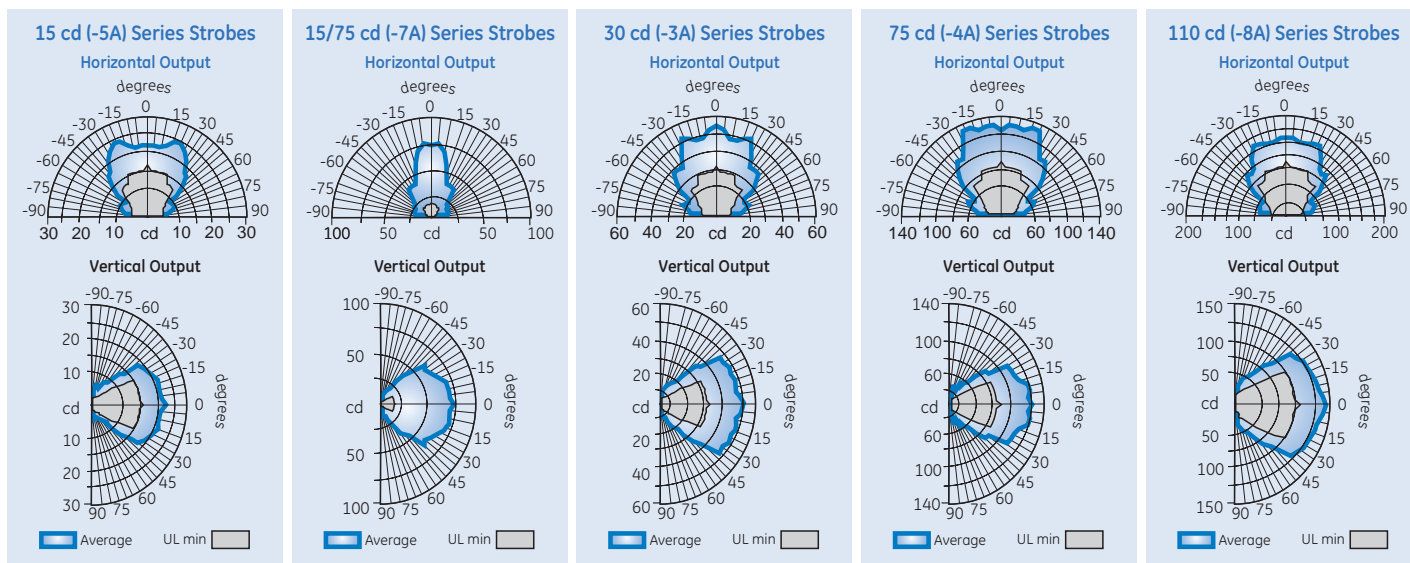 15 cd (-5A) Series Strobes
Horizontal Output
degrees
-90 -75 -60 -45 -30 -15 0 15 30 45 60 75 90
30 20 10 cd 10 20 30
Vertical Output
30 20 10 cd 10 20 30
-90 -75 -60 -45 -30 -15 0 15 30 45 60 75 90
degrees
Average UL min
15/75 cd (-7A) Series Strobes
Horizontal Output
degrees
-90 -75 -60 -45 -30 -15 0 15 30 45 60 75 90
100 50 cd 50 100
Vertical Output
100 50 cd 50 100
-90 -75 -60 -45 -30 -15 0 15 30 45 60 75 90
degrees
Average UL min
30 cd (-3A) Series Strobes
Horizontal Output
degrees
-90 -75 -60 -45 -30 -15 0 15 30 45 60 75 90
60 40 20 cd 20 40 60
Vertical Output
60 40 20 cd 20 40 60
-90 -75 -60 -45 -30 -15 0 15 30 45 60 75 90
degrees
Average UL min
75 cd (-4A) Series Strobes
Horizontal Output
degrees
-90 -75 -60 -45 -30 -15 0 15 30 45 60 75 90
140 100 60 cd 60 100 140
Vertical Output
140 100 60 cd 60 100 140
-90 -75 -60 -45 -30 -15 0 15 30 45 60 75 90
degrees
Average UL min
110 cd (-8A) Series Strobes
Horizontal Output
degrees
-90 -75 -60 -45 -30 -15 0 15 30 45 60 75 90
200 100 cd 100 200
Vertical Output
150 100 50 cd 50 100 150
-90 -75 -60 -45 -30 -15 0 15 30 45 60 75 90
degrees
Average UL min